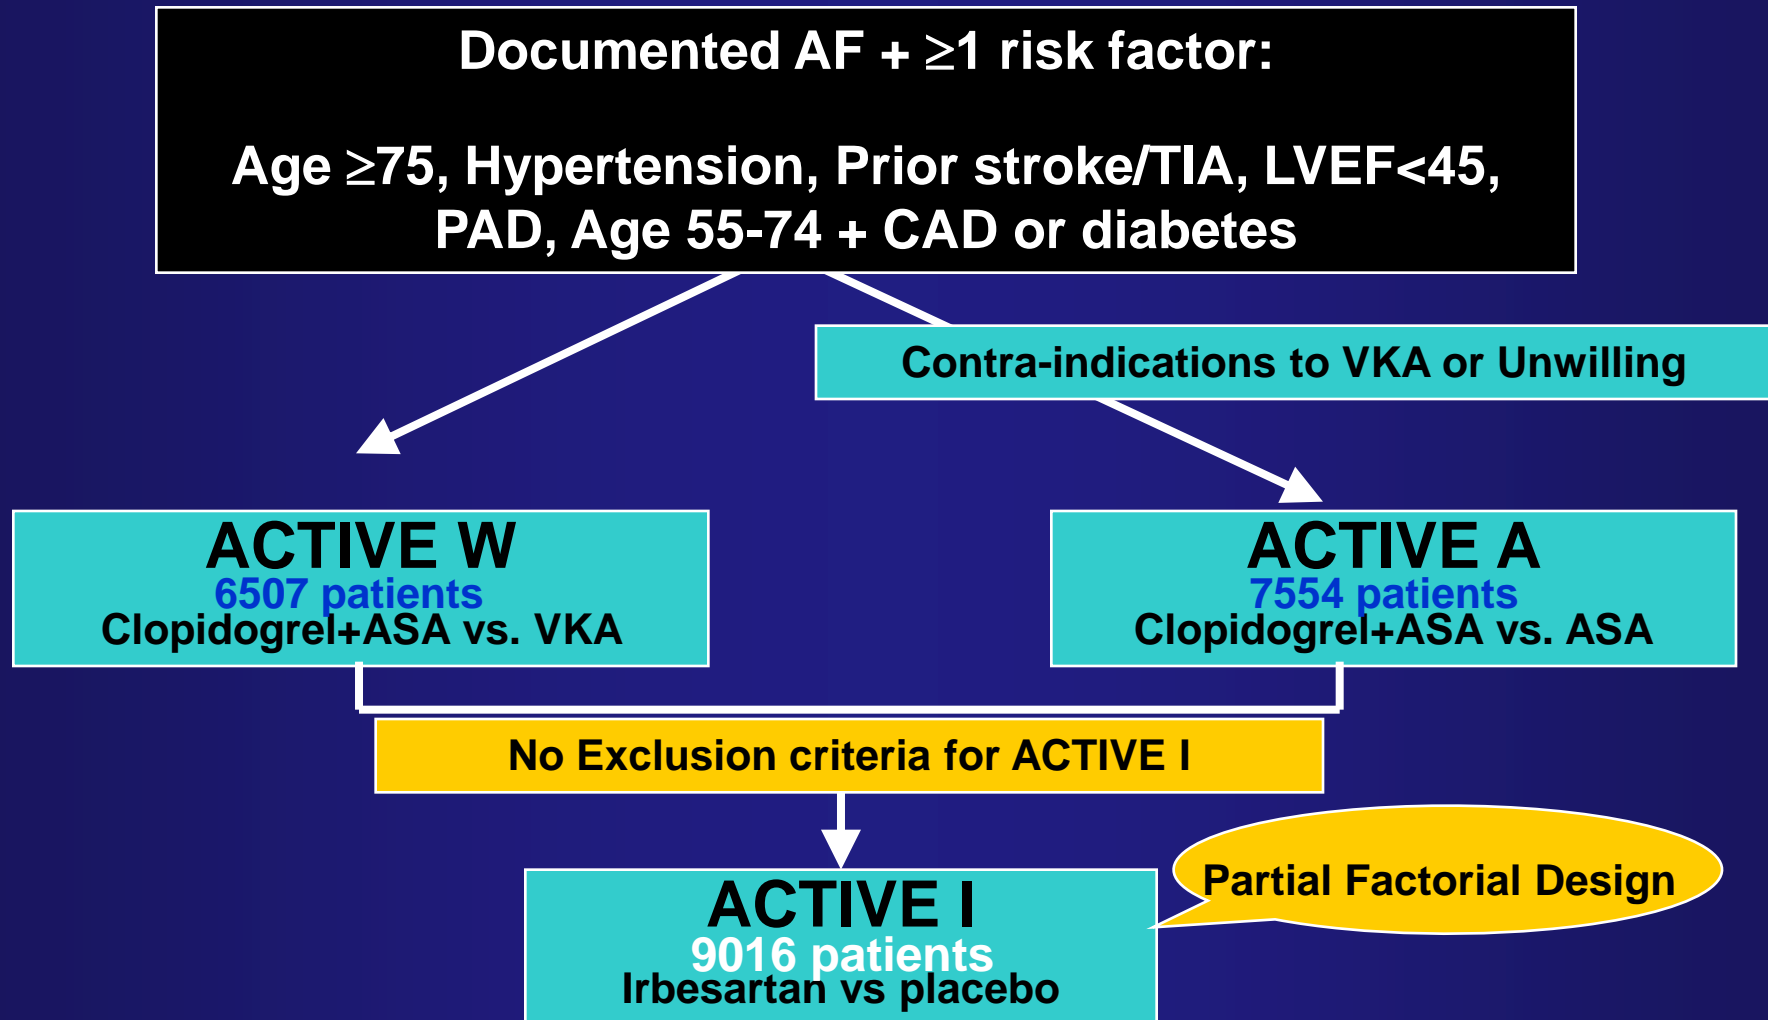 Documented AF + ≥1 risk factor:
Age ≥75, Hypertension, Prior stroke/TIA, LVEF<45,
PAD, Age 55-74 + CAD or diabetes
Contra-indications to VKA or Unwilling
ACTIVE W
6507 patients
Clopidogrel+ASA vs. VKA
ACTIVE A
7554 patients
Clopidogrel+ASA vs. ASA
No Exclusion criteria for ACTIVE I
Partial Factorial Design
ACTIVE I
9016 patients
Irbesartan vs placebo